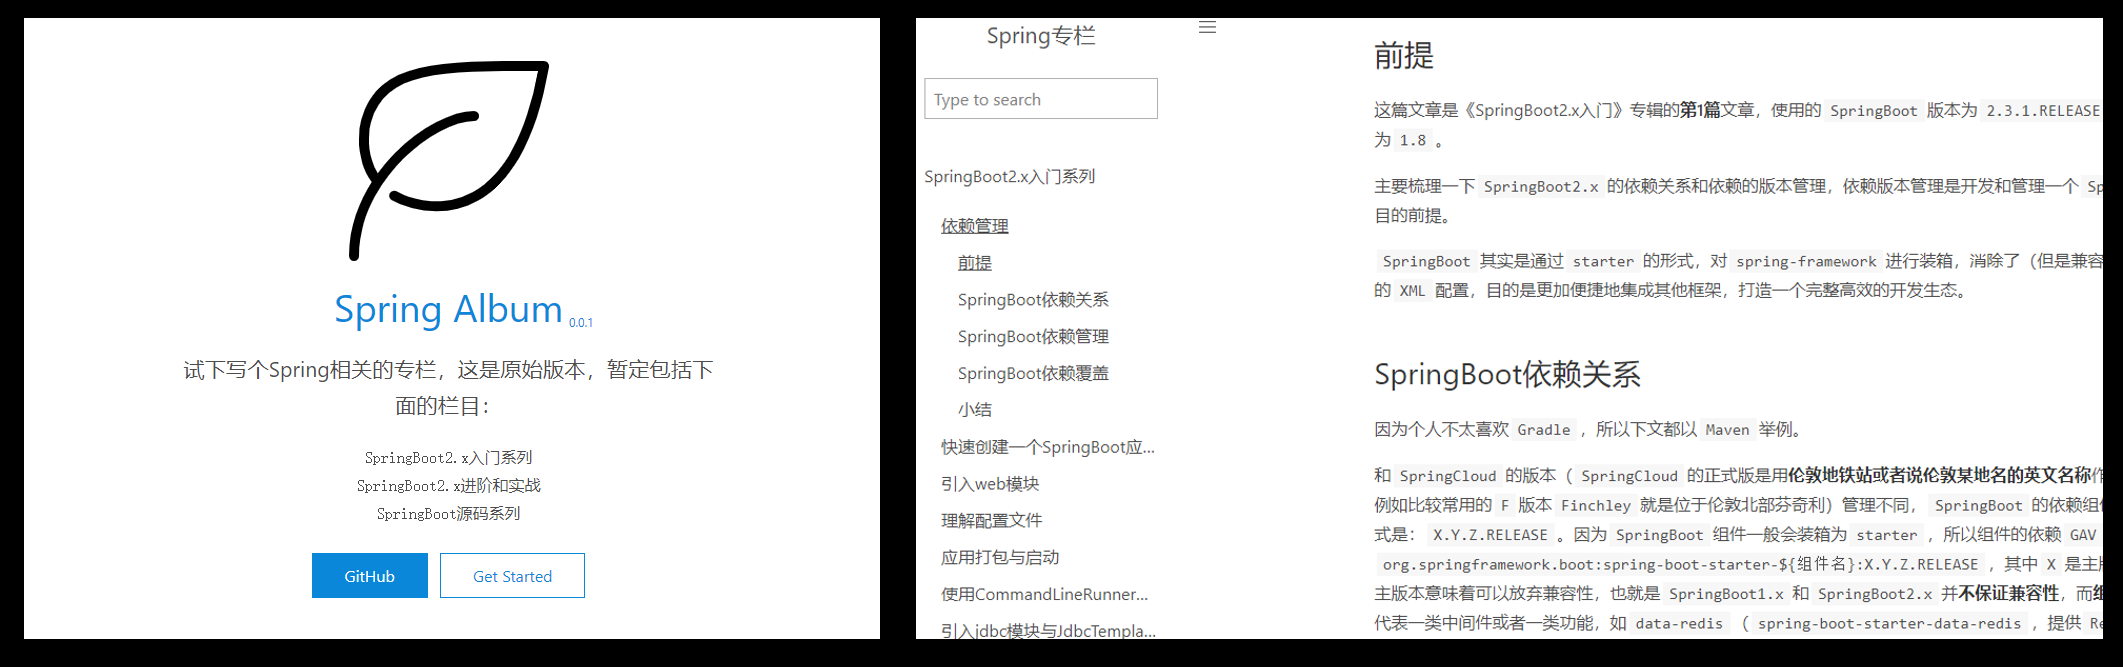 Spring Album 0.0.1
试下写个Spring相关的专栏，这是原始版本，暂定包括下
面的栏目：
SpringBoot2.x入门系列
SpringBoot2.x进阶和实战
SpringBoot源码系列
GitHub
Get Started
Spring专栏
Type to search
SpringBoot2.x入门系列
依赖管理
前提
SpringBoot依赖关系
SpringBoot依赖管理
SpringBoot依赖覆盖
小结
快速创建一个SpringBoot应...
引入web模块
理解配置文件
应用打包与启动
使用CommandLineRunner...
引入jdbc模块与JdbcTempla...
前提
这篇文章是《SpringBoot2.x入门》专辑的第1篇文章，使用的 SpringBoot 版本为 2.3.1.RELEASE
为 1.8 。
主要梳理一下 SpringBoot2.x 的依赖关系和依赖的版本管理，依赖版本管理是开发和管理一个 Sp
目的前提。
SpringBoot 其实是通过 starter 的形式，对 spring-framework 进行装箱，消除了（但是兼容
的 XML 配置，目的是更加便捷地集成其他框架，打造一个完整高效的开发生态。
SpringBoot依赖关系
因为个人不太喜欢 Gradle ，所以下文都以 Maven 举例。
和 SpringCloud 的版本（ SpringCloud 的正式版是用伦敦地铁站或者说伦敦某地名的英文名称作
例如比较常用的 F 版本 Finchley 就是位于伦敦北部芬奇利）管理不同， SpringBoot 的依赖组件
式是： X.Y.Z.RELEASE 。因为 SpringBoot 组件一般会装箱为 starter ，所以组件的依赖 GAV
org.springframework.boot:spring-boot-starter-${组件名}:X.Y.Z.RELEASE ，其中 X 是主版
主版本意味着可以放弃兼容性，也就是 SpringBoot1.x 和 SpringBoot2.x 并不保证兼容性，而组
代表一类中间件或者一类功能，如 data-redis （ spring-boot-starter-data-redis ，提供 Re